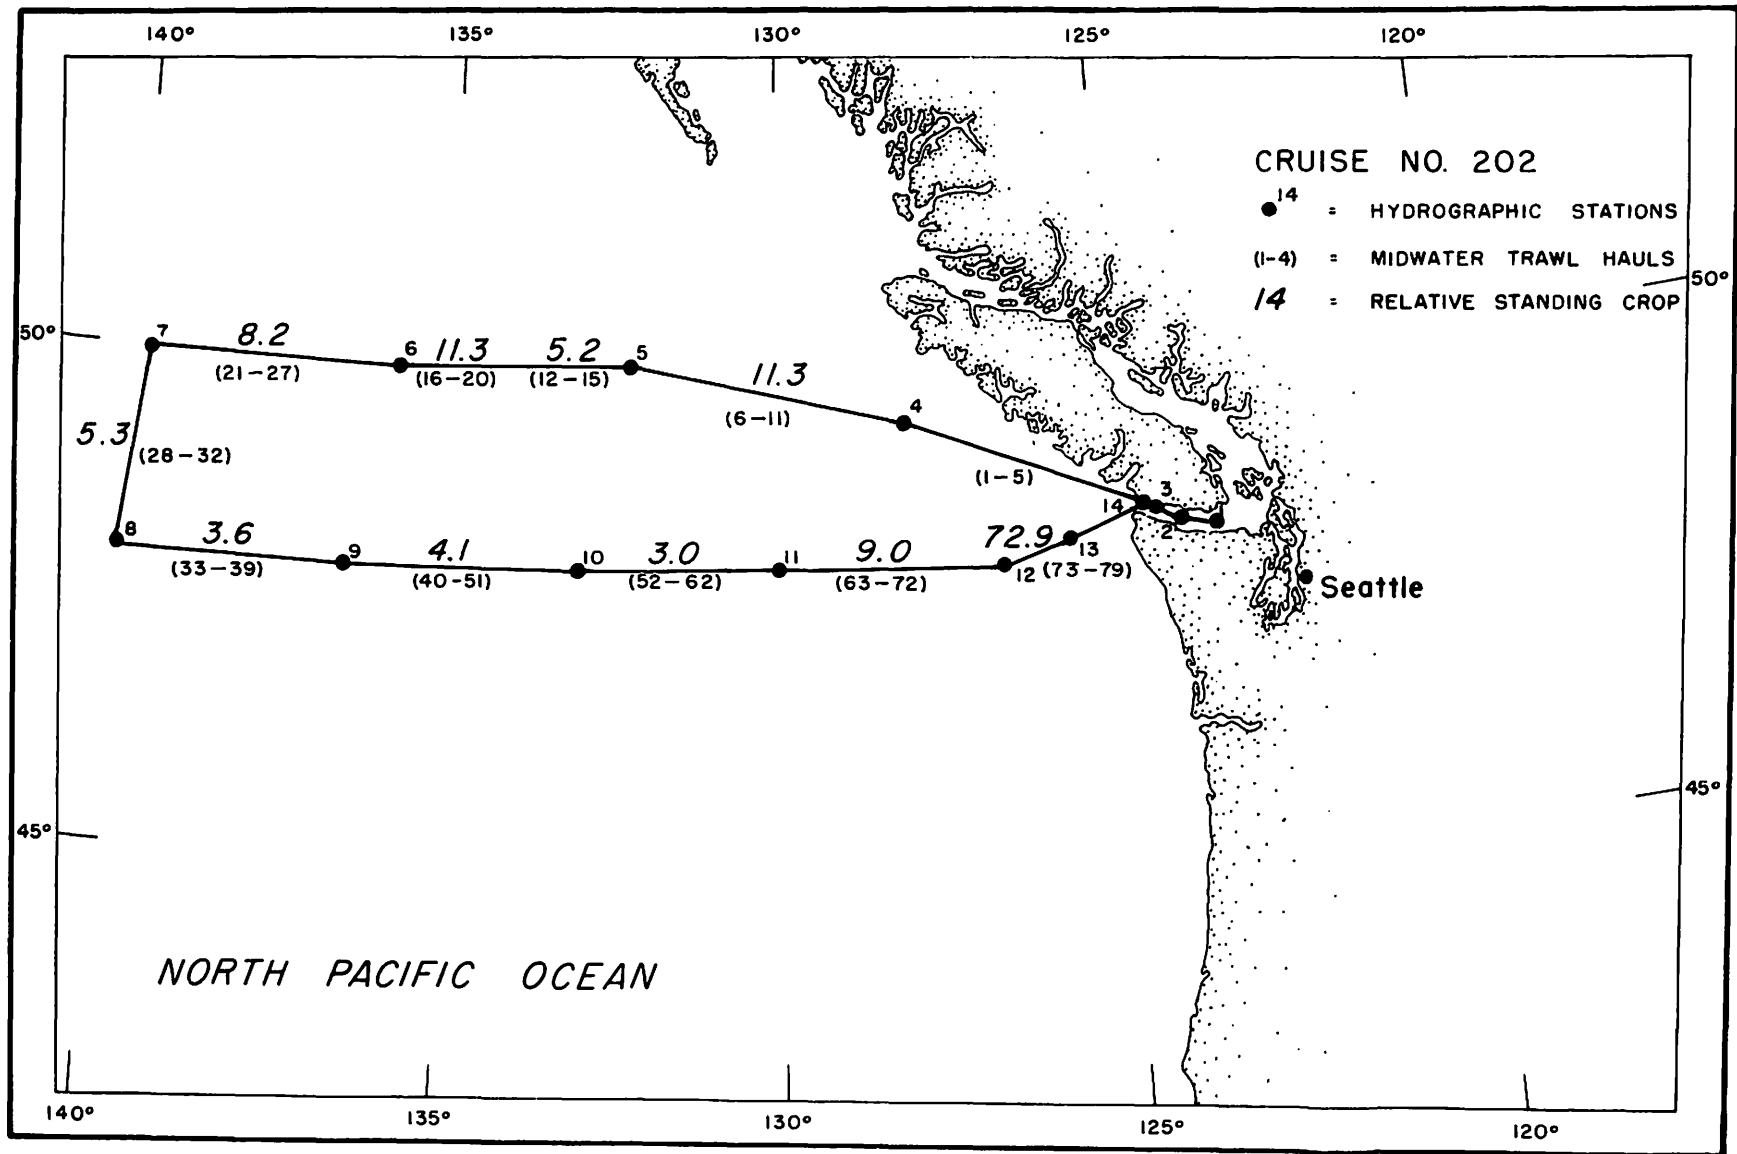 140° 135° 130° 125° 120°
CRUISE NO. 202
14 = HYDROGRAPHIC STATIONS
(1-4) = MIDWATER TRAWL HAULS
14 = RELATIVE STANDING CROP
50°
50°
7 8.2 6 11.3 5.2 5
(21-27) (16-20) (12-15)
11.3
(6-11)
4
5.3
(28-32)
(1-5)
14 3
2
8 3.6 9 4.1 10 3.0 11 9.0 72.9 13
(33-39) (40-51) (52-62) (63-72) 12 (73-79)
Seattle
45°
45°
NORTH PACIFIC OCEAN
140° 135° 130° 125° 120°